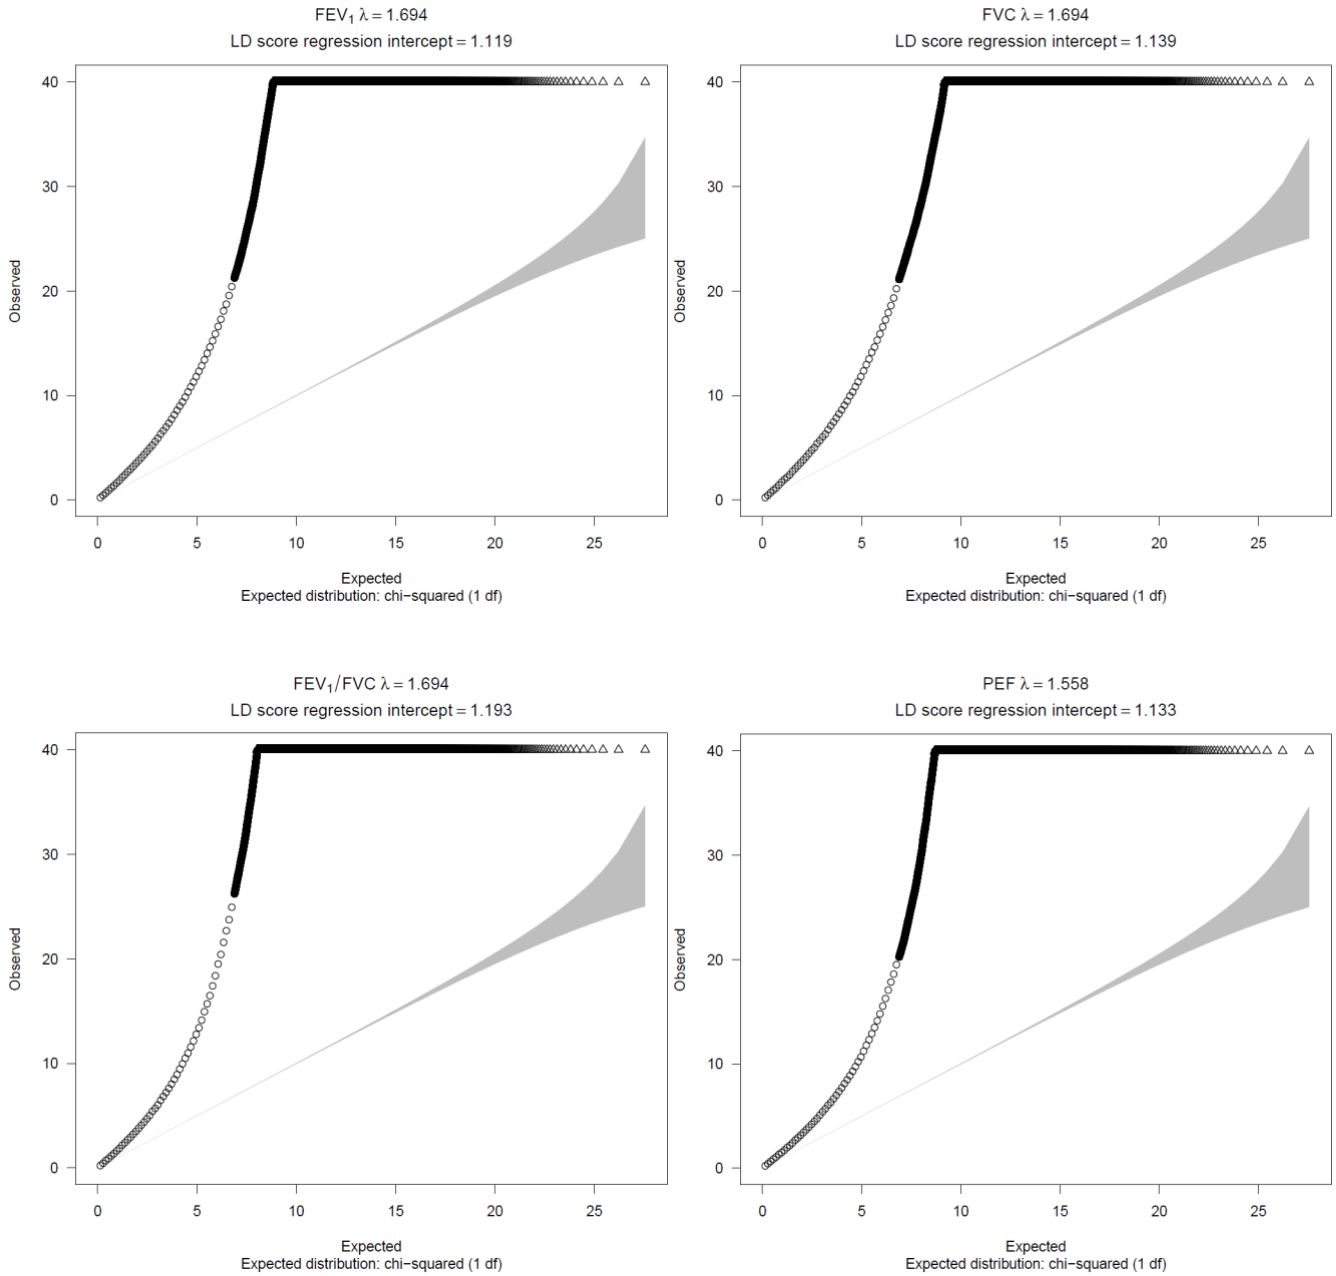 FEV₁ λ = 1.694
LD score regression intercept = 1.119
40
30
20
10
0
Observed
0 5 10 15 20 25
Expected
Expected distribution: chi−squared (1 df)
FVC λ = 1.694
LD score regression intercept = 1.139
40
30
20
10
0
Observed
0 5 10 15 20 25
Expected
Expected distribution: chi−squared (1 df)
FEV₁/FVC λ = 1.694
LD score regression intercept = 1.193
40
30
20
10
0
Observed
0 5 10 15 20 25
Expected
Expected distribution: chi−squared (1 df)
PEF λ = 1.558
LD score regression intercept = 1.133
40
30
20
10
0
Observed
0 5 10 15 20 25
Expected
Expected distribution: chi−squared (1 df)